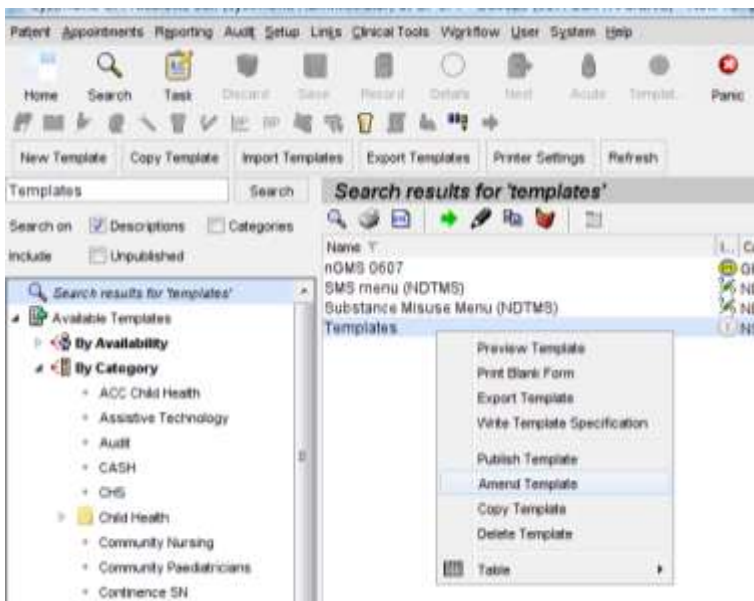 Patient Appointments Reporting Audit Setup Links Clinical Tools Workflow User System Help
Home Search Task Discard Save Record Details Next Acute Templat.. Panic
New Template Copy Template Import Templates Export Templates Printer Settings Refresh
Templates Search
Search on Descriptions Categories
Include Unpublished
Search results for 'templates'
Available Templates
By Availability
By Category
ACC Child Health
Assistive Technology
Audit
CASH
CHS
Child Health
Community Nursing
Community Paediatricians
Continence SN
Search results for 'templates'
Name
nGMS 0607
SMS menu (NDTMS)
Substance Misuse Menu (NDTMS)
Templates
Preview Template
Print Blank Form
Export Template
Write Template Specification
Publish Template
Amend Template
Copy Template
Delete Template
Table